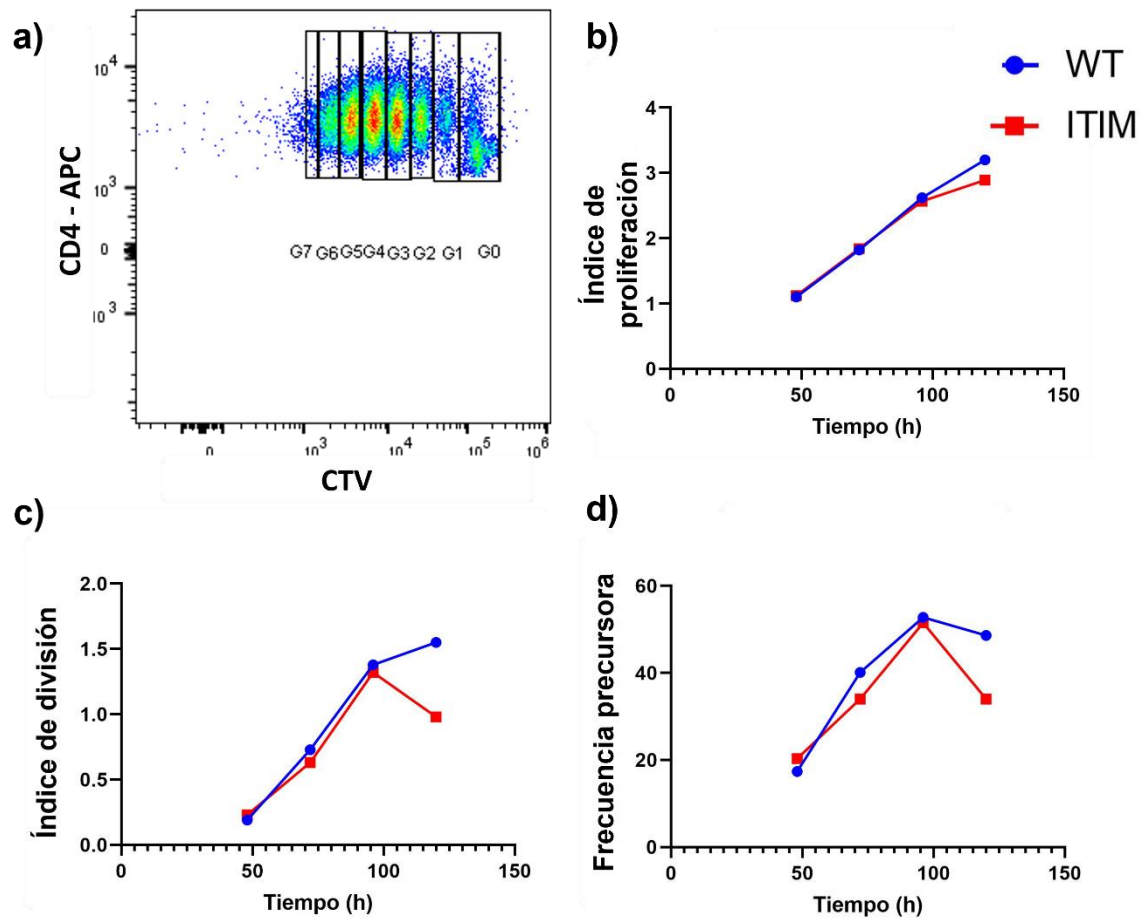 a)
10⁴
10³
0
10³
CD4 - APC
G7 G6 G5 G4 G3 G2 G1 G0
0 10³ 10⁴ 10⁵ 10⁶
CTV
b)
WT
ITIM
4
3
2
1
0
Índice de
proliferación
0 50 100 150
Tiempo (h)
c)
2.0
1.5
1.0
0.5
0.0
Índice de división
0 50 100 150
Tiempo (h)
d)
60
40
20
0
Frecuencia precursora
0 50 100 150
Tiempo (h)